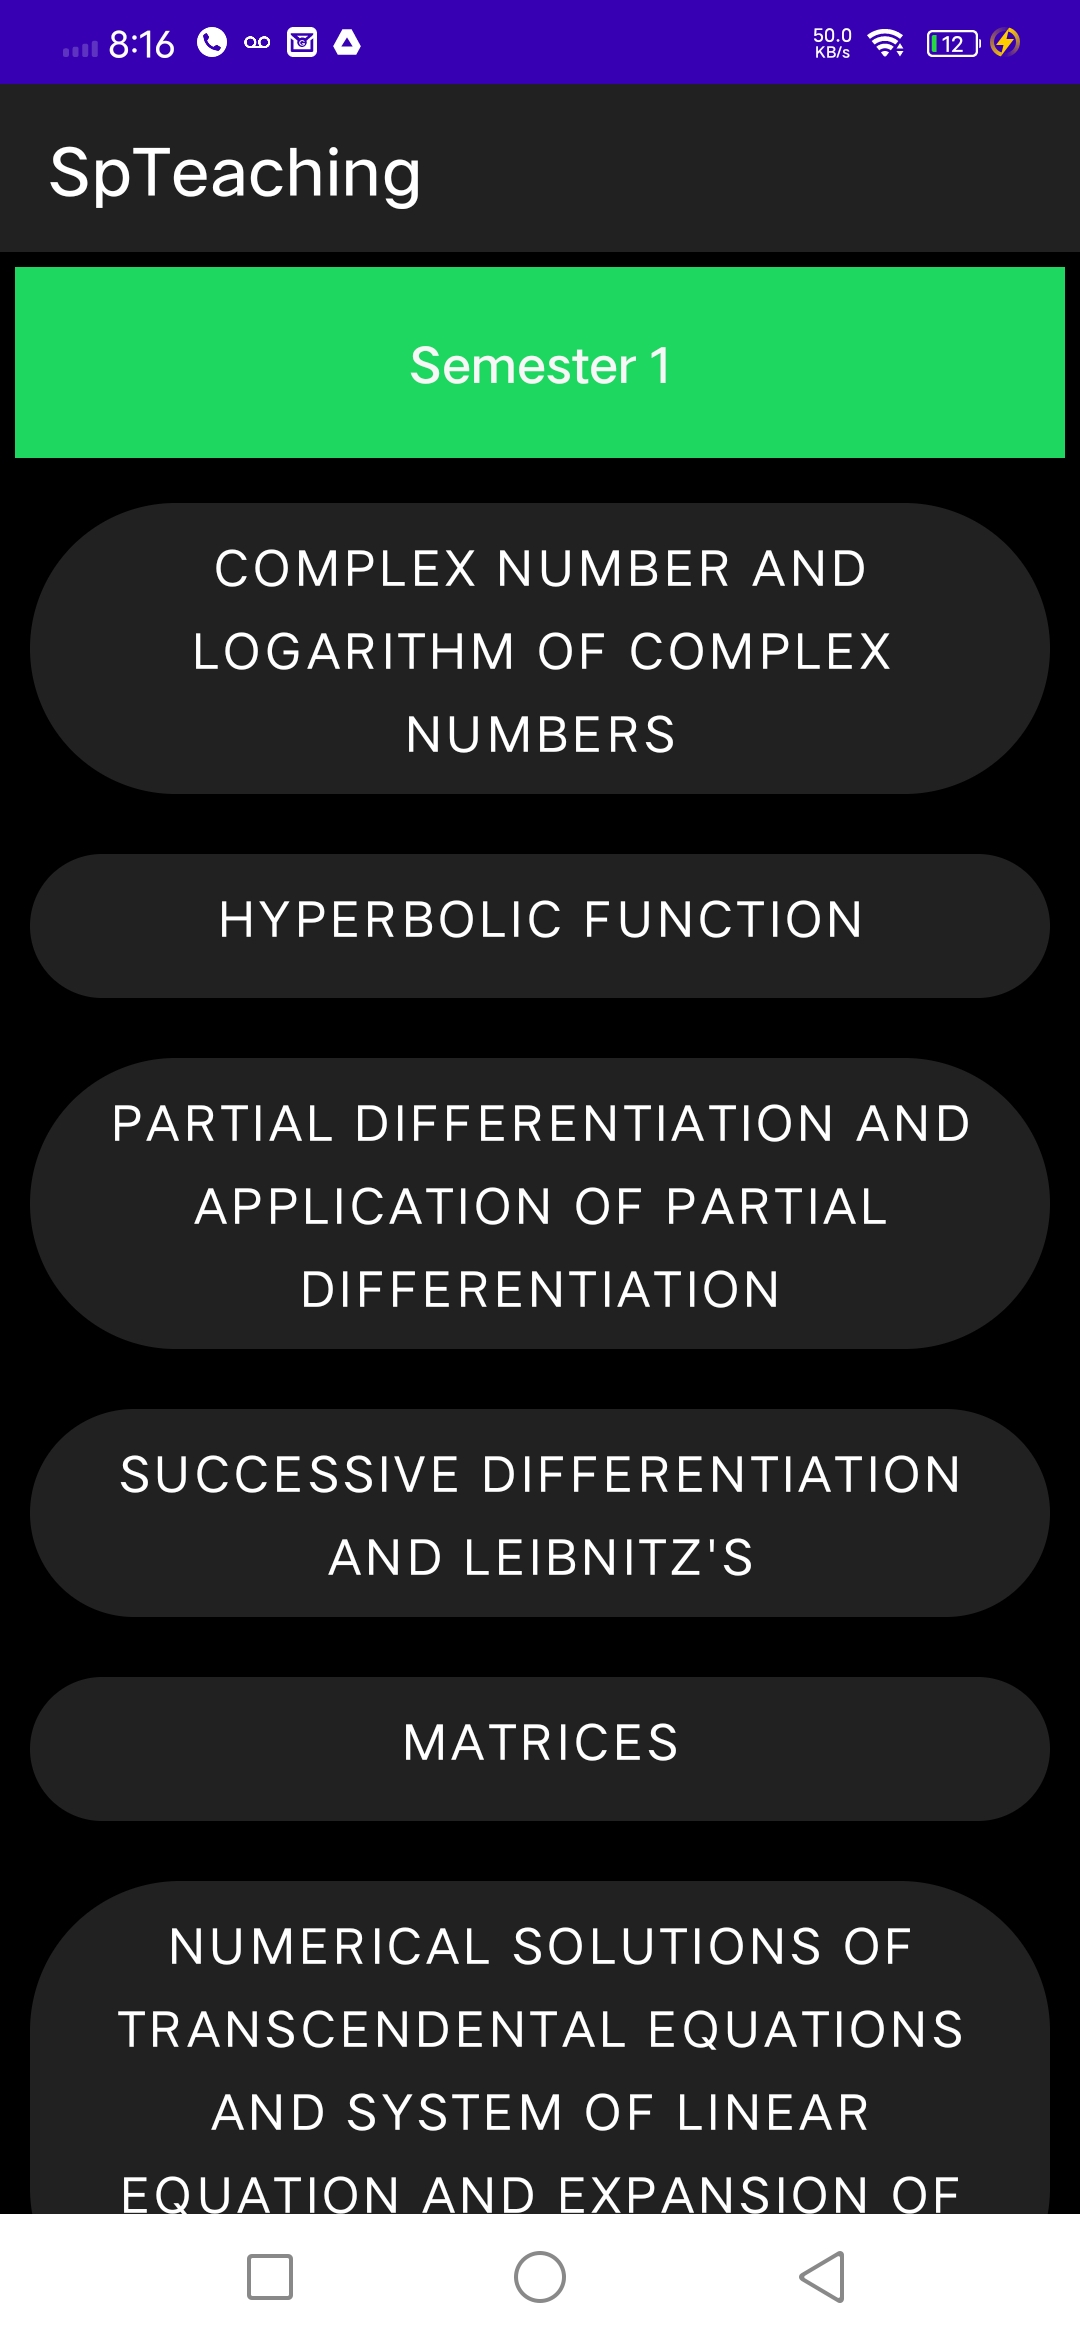 8:16
50.0
KB/s
12
SpTeaching
Semester 1
COMPLEX NUMBER AND
LOGARITHM OF COMPLEX
NUMBERS
HYPERBOLIC FUNCTION
PARTIAL DIFFERENTIATION AND
APPLICATION OF PARTIAL
DIFFERENTIATION
SUCCESSIVE DIFFERENTIATION
AND LEIBNITZ'S
MATRICES
NUMERICAL SOLUTIONS OF
TRANSCENDENTAL EQUATIONS
AND SYSTEM OF LINEAR
EQUATION AND EXPANSION OF